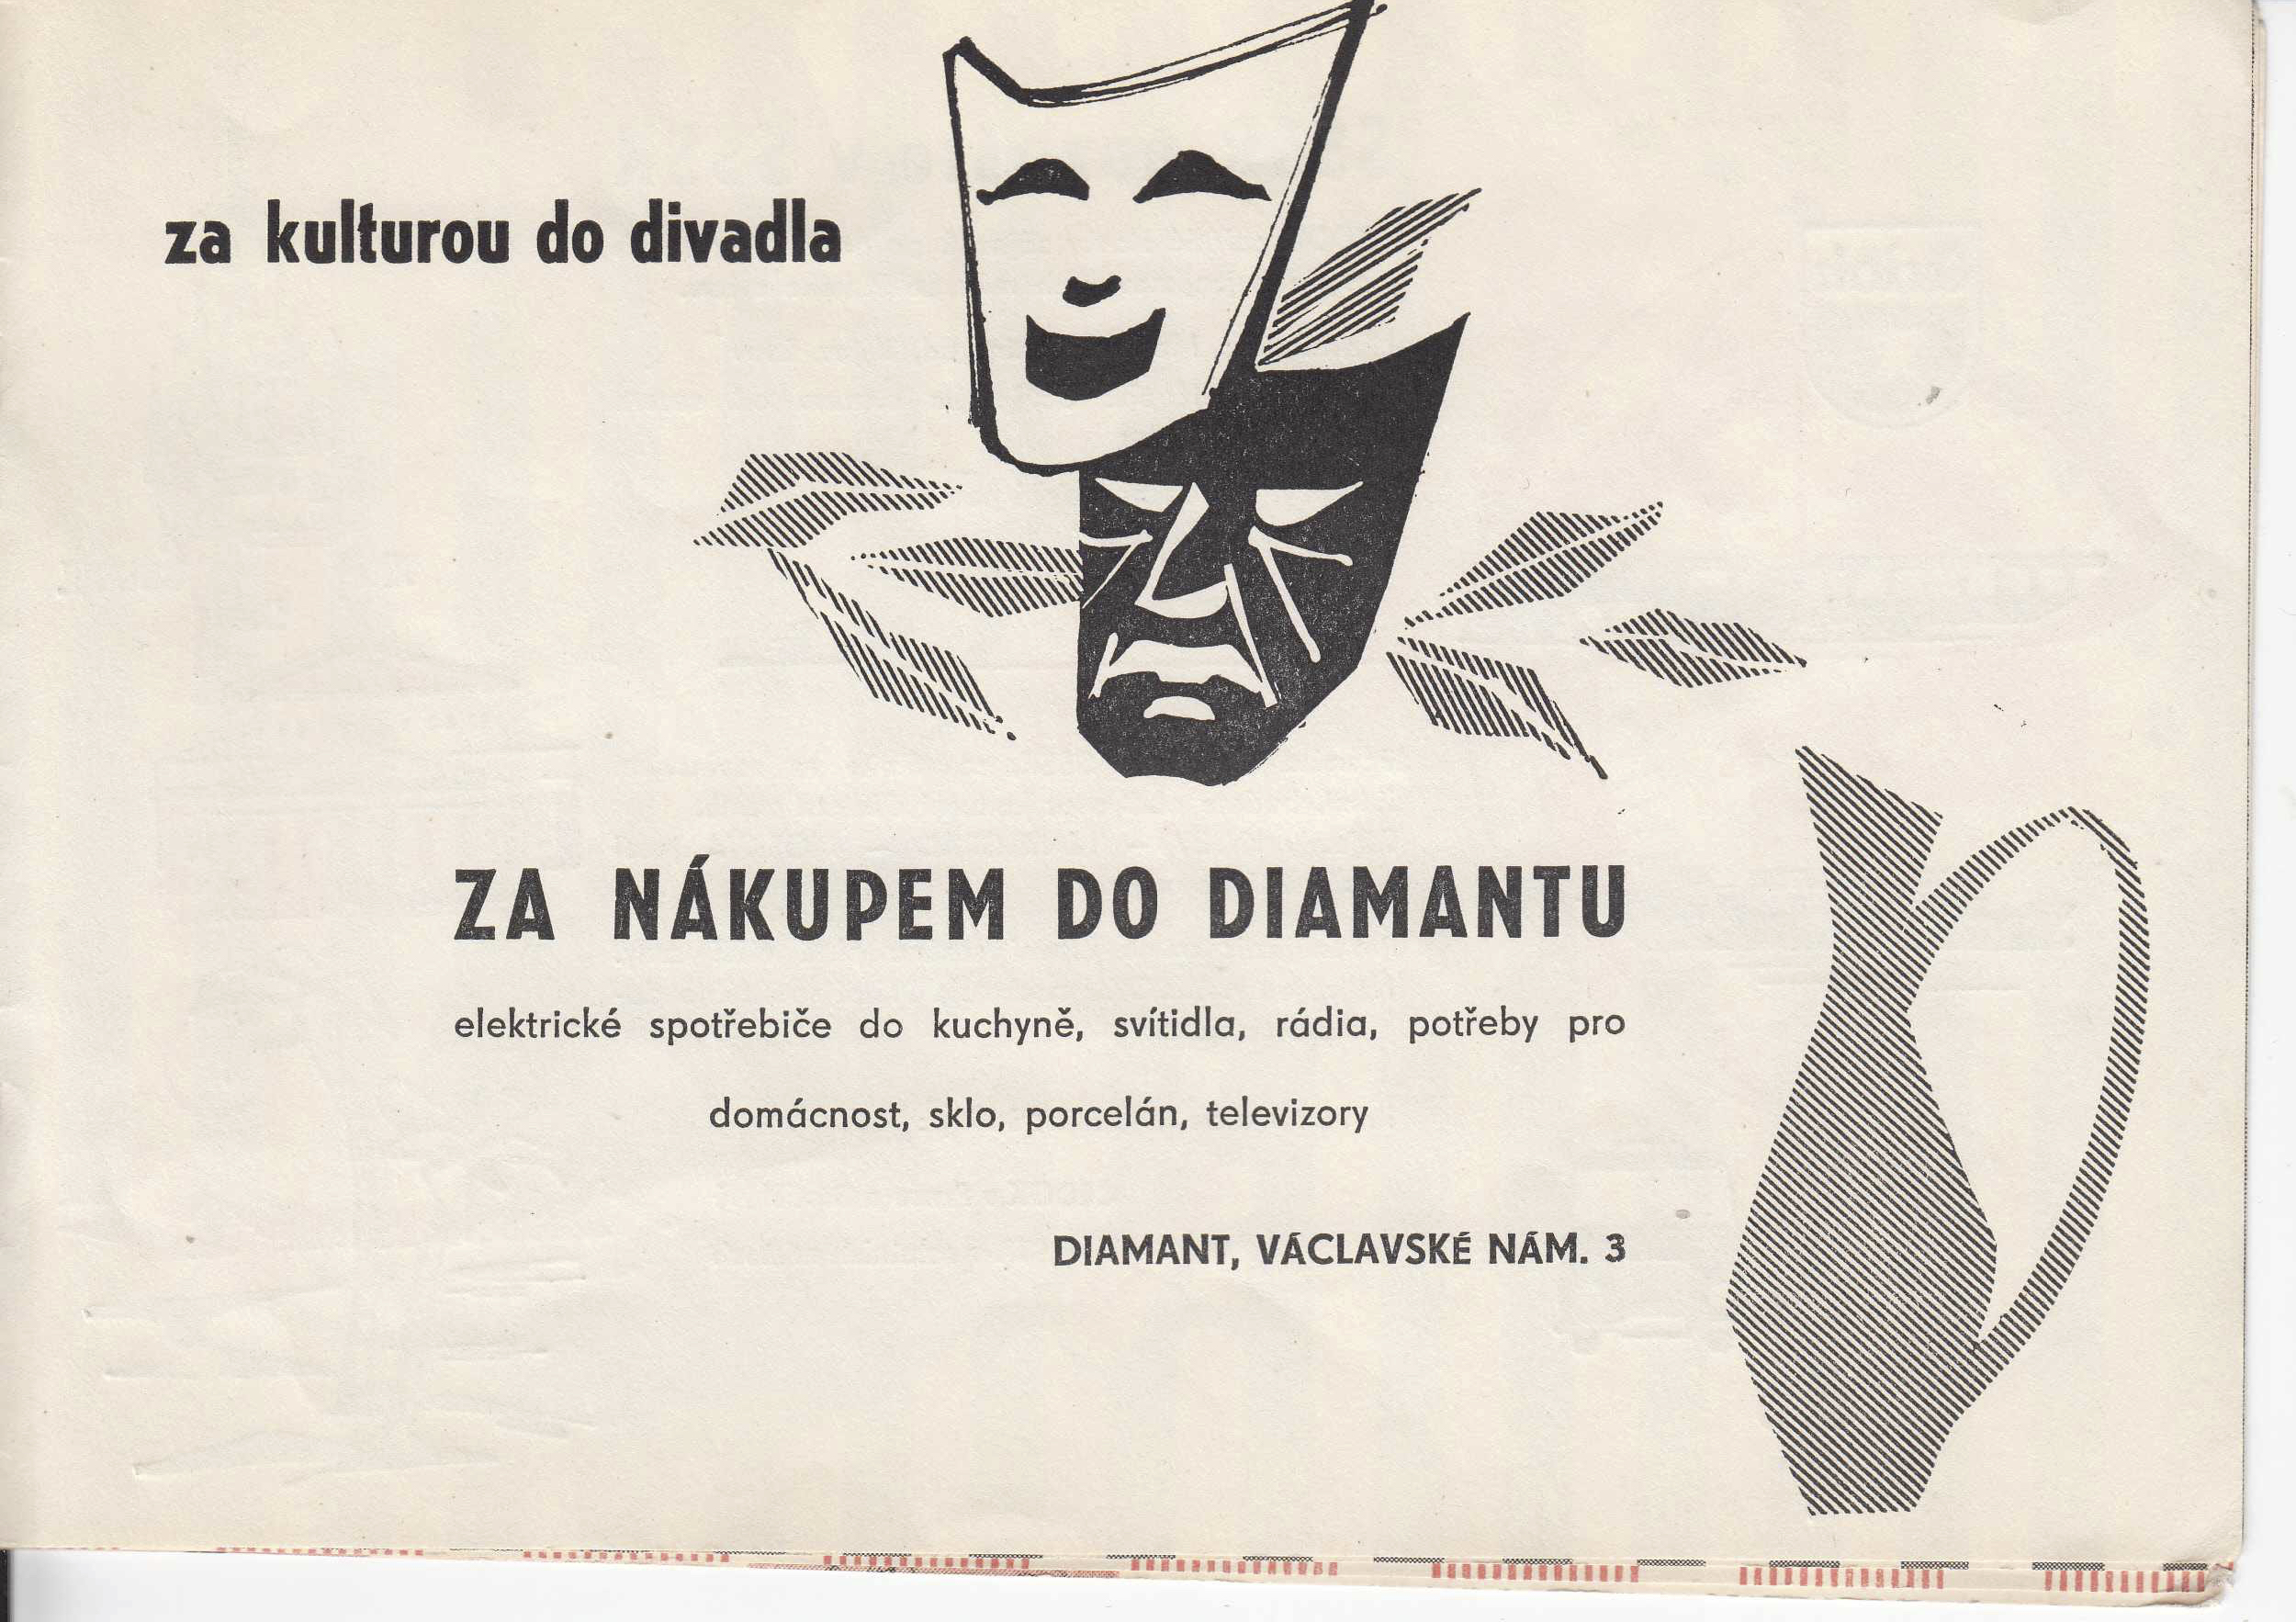 za kulturou do divadla
ZA NÁKUPEM DO DIAMANTU
elektrické spotřebiče do kuchyně, svítidla, rádia, potřeby pro
domácnost, sklo, porcelán, televizory
DIAMANT, VÁCLAVSKÉ NÁM. 3